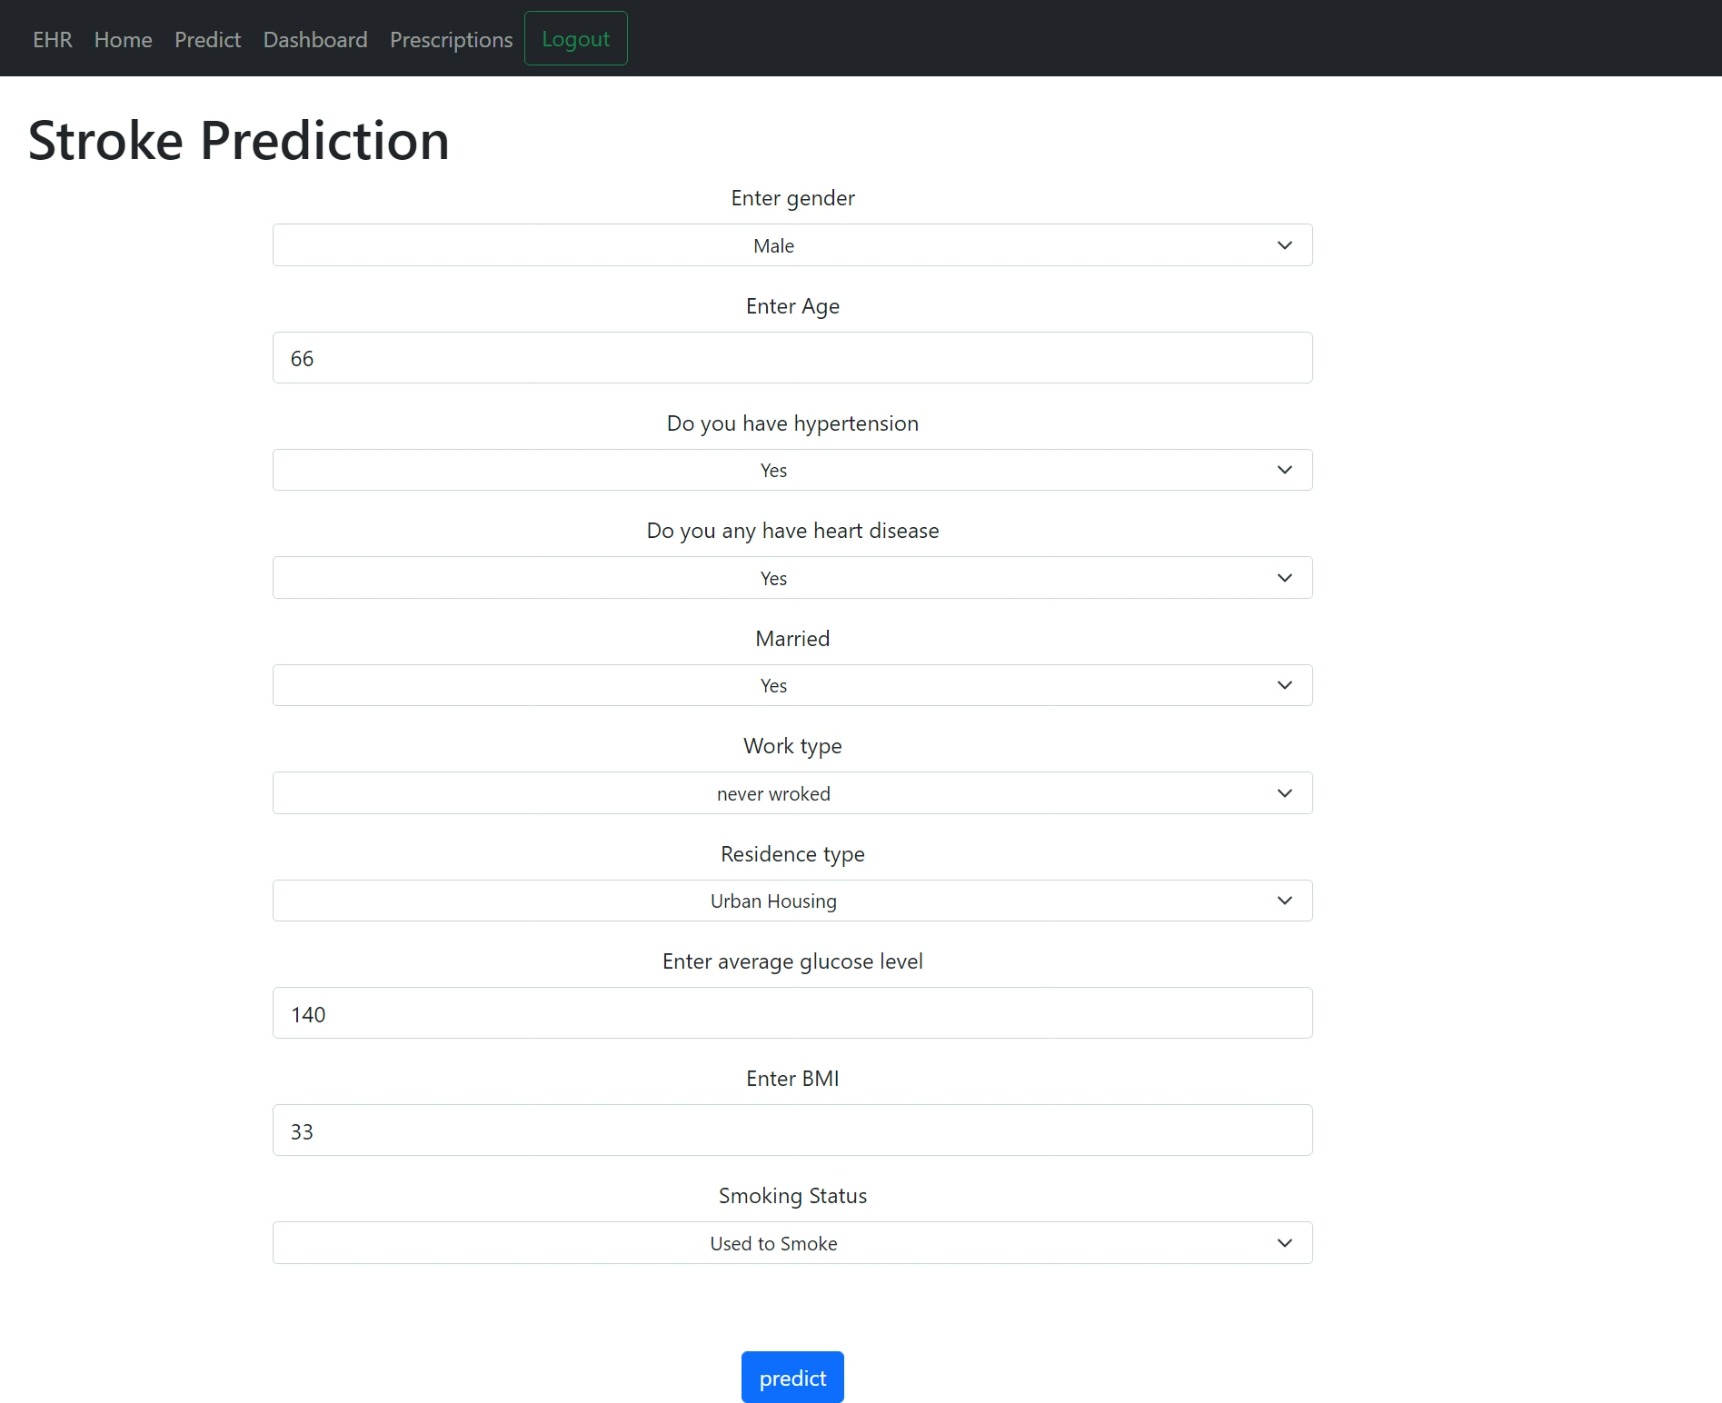 EHR Home Predict Dashboard Prescriptions Logout
Stroke Prediction
Enter gender
Male
Enter Age
66
Do you have hypertension
Yes
Do you any have heart disease
Yes
Married
Yes
Work type
never wroked
Residence type
Urban Housing
Enter average glucose level
140
Enter BMI
33
Smoking Status
Used to Smoke
predict